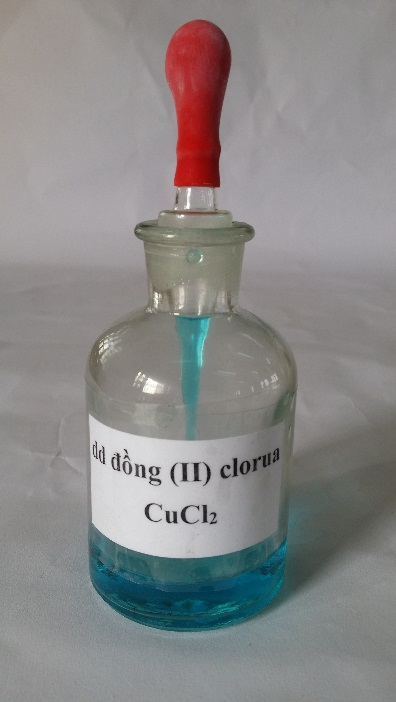 dd đồng (II) clorua
CuCl₂